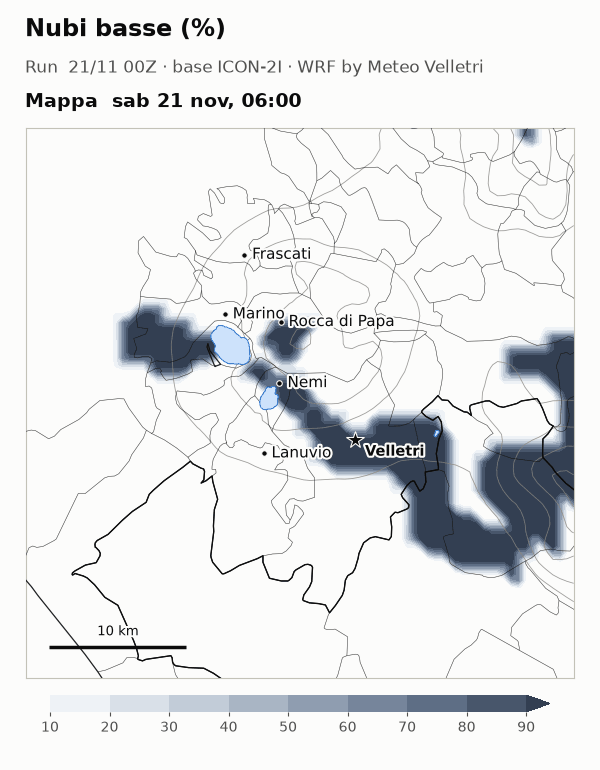 Nubi basse (%)
Run  21/11 00Z · base ICON-2I · WRF by Meteo Velletri
Mappa  sab 21 nov, 06:00
Frascati
Marino
Rocca di Papa
Nemi
Velletri
Lanuvio
10 km
10 20 30 40 50 60 70 80 90